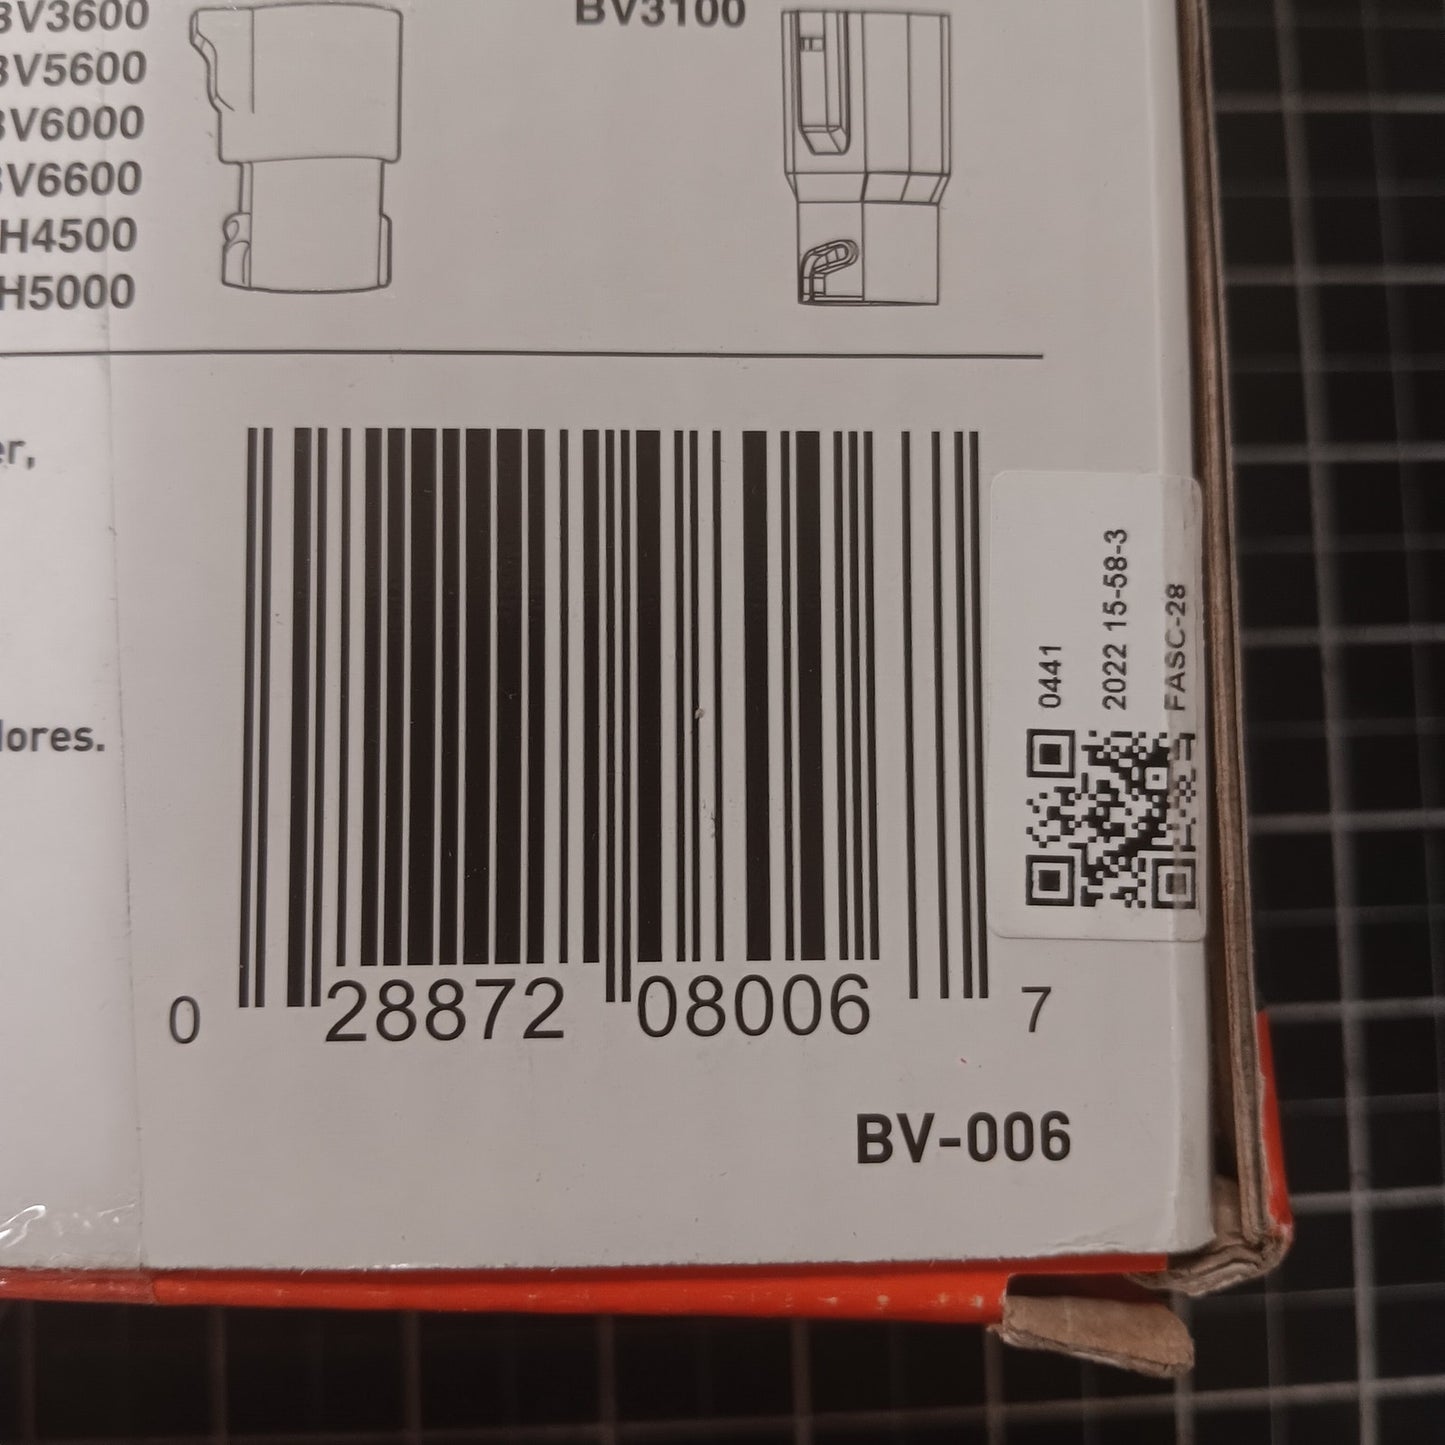 BV3600
BV5600
BV6000
BV6600
H4500
H5000
BV3100
er,
lores.
0 28872 08006 7
BV-006
0441
2022 15-58-3
FASC-28